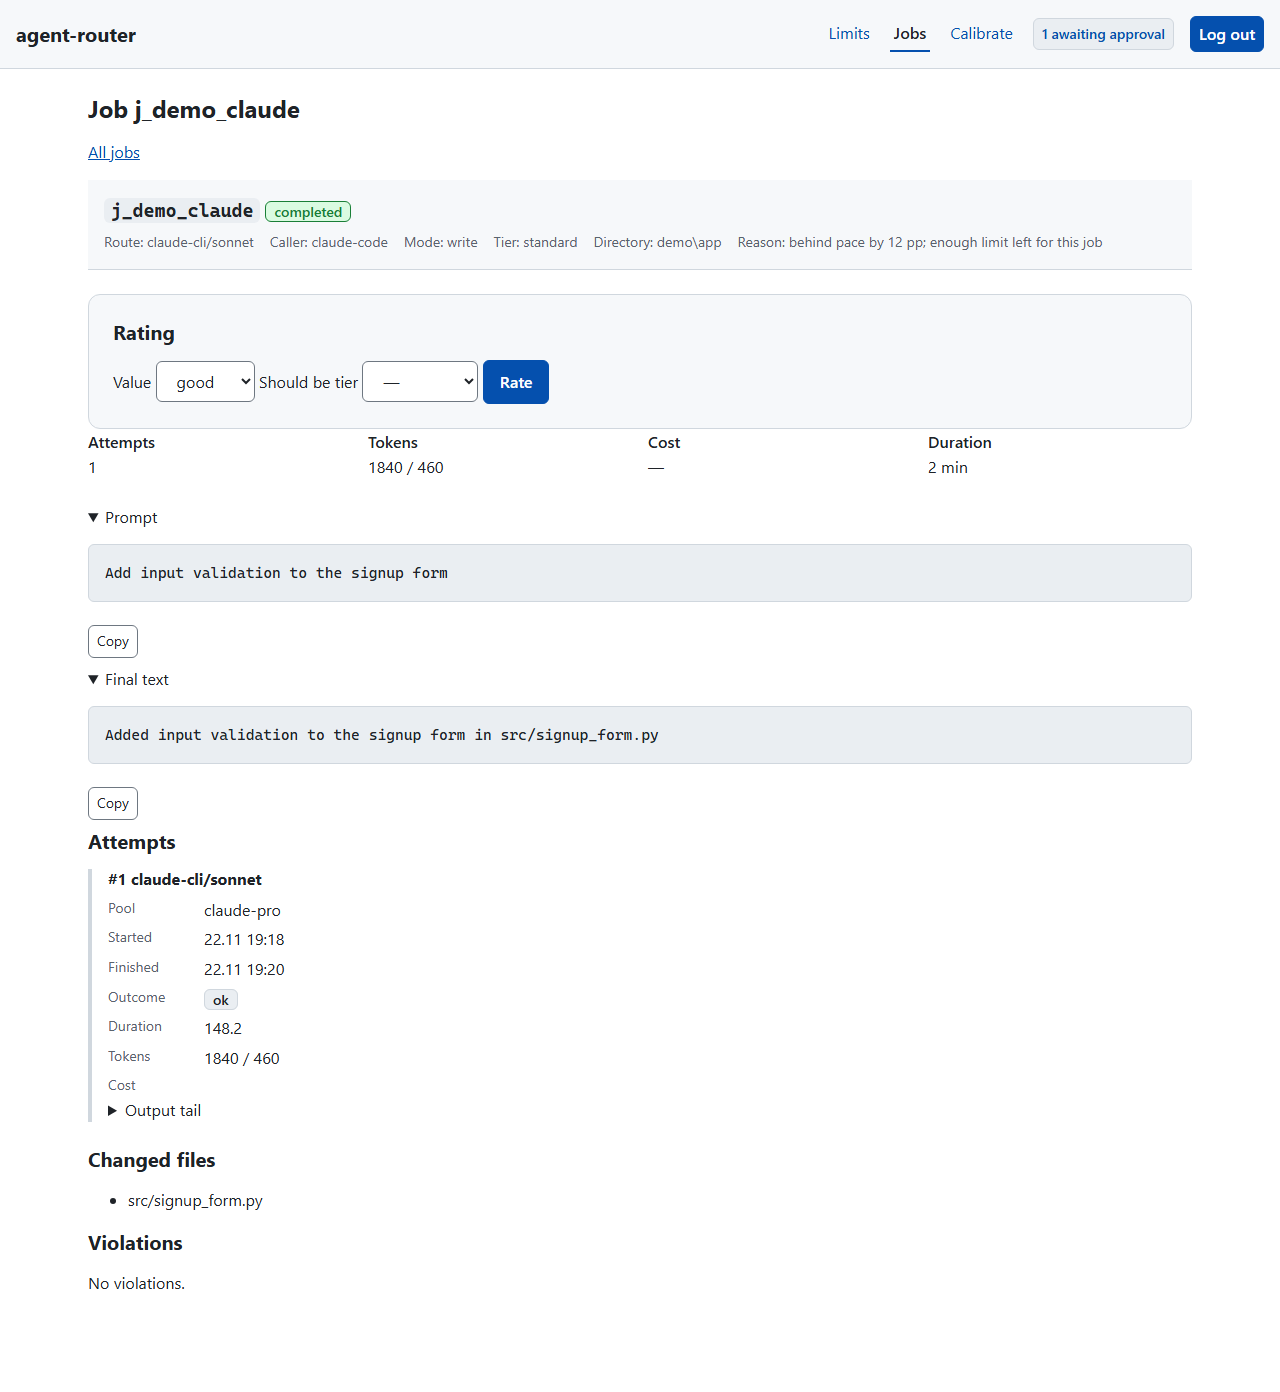 agent-router
Limits Jobs Calibrate 1 awaiting approval Log out
Job j_demo_claude
All jobs
j_demo_claude completed
Route: claude-cli/sonnet Caller: claude-code Mode: write Tier: standard Directory: demo\app Reason: behind pace by 12 pp; enough limit left for this job
Rating
Value good Should be tier — Rate
Attempts Tokens Cost Duration
1 1840 / 460 — 2 min
Prompt
Add input validation to the signup form
Copy
Final text
Added input validation to the signup form in src/signup_form.py
Copy
Attempts
#1 claude-cli/sonnet
Pool claude-pro
Started 22.11 19:18
Finished 22.11 19:20
Outcome ok
Duration 148.2
Tokens 1840 / 460
Cost
Output tail
Changed files
src/signup_form.py
Violations
No violations.